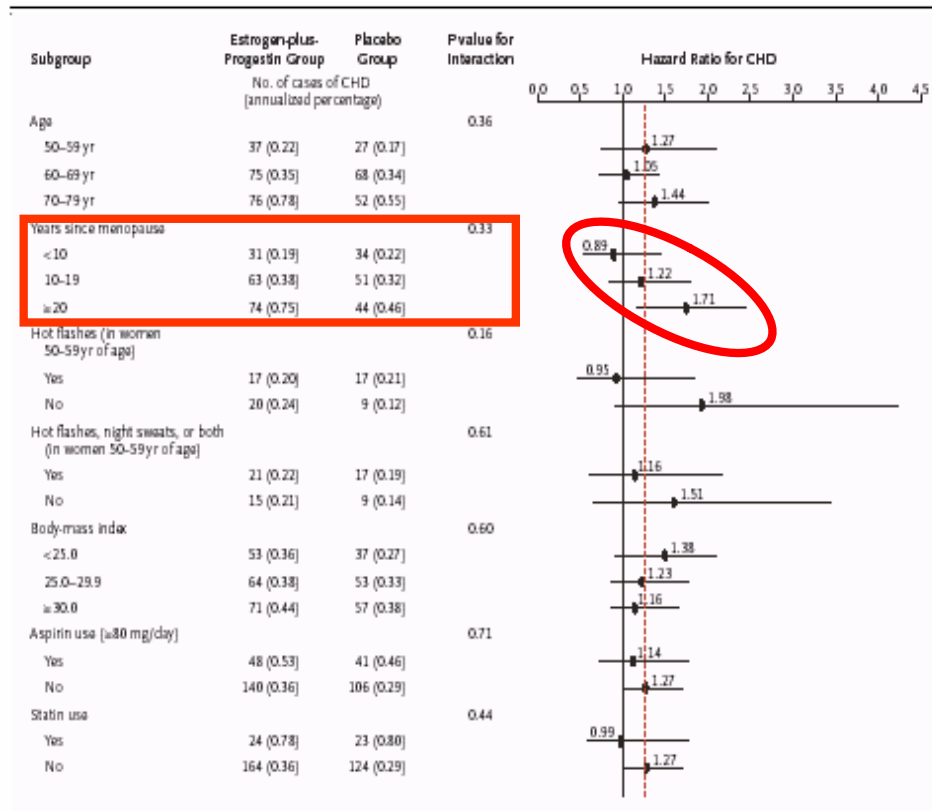 Subgroup Estrogen-plus-Progestin Group Placebo Group P value for Interaction Hazard Ratio for CHD
No. of cases of CHD
(annualized percentage)
0,0 0,5 1,0 1,5 2,0 2,5 3,0 3,5 4,0 4,5
Age 0.36
50–59 yr 37 (0.22) 27 (0.17) 1.27
60–69 yr 75 (0.35) 68 (0.34) 1.05
70–79 yr 76 (0.78) 52 (0.55) 1.44
Years since menopause 0.33
<10 31 (0.19) 34 (0.22) 0.89
10–19 63 (0.38) 51 (0.32) 1.22
≥20 74 (0.75) 44 (0.46) 1.71
Hot flashes (in women 0.16
50–59 yr of age)
Yes 17 (0.20) 17 (0.21) 0.95
No 20 (0.24) 9 (0.12) 1.98
Hot flashes, night sweats, or both 0.61
(in women 50–59 yr of age)
Yes 21 (0.22) 17 (0.19) 1.16
No 15 (0.21) 9 (0.14) 1.51
Body-mass index 0.60
<25.0 53 (0.36) 37 (0.27) 1.38
25.0–29.9 64 (0.38) 53 (0.33) 1.23
≥30.0 71 (0.44) 57 (0.38) 1.16
Aspirin use (≥80 mg/day) 0.71
Yes 48 (0.53) 41 (0.46) 1.14
No 140 (0.36) 106 (0.29) 1.27
Statin use 0.44
Yes 24 (0.78) 23 (0.80) 0.99
No 164 (0.36) 124 (0.29) 1.27